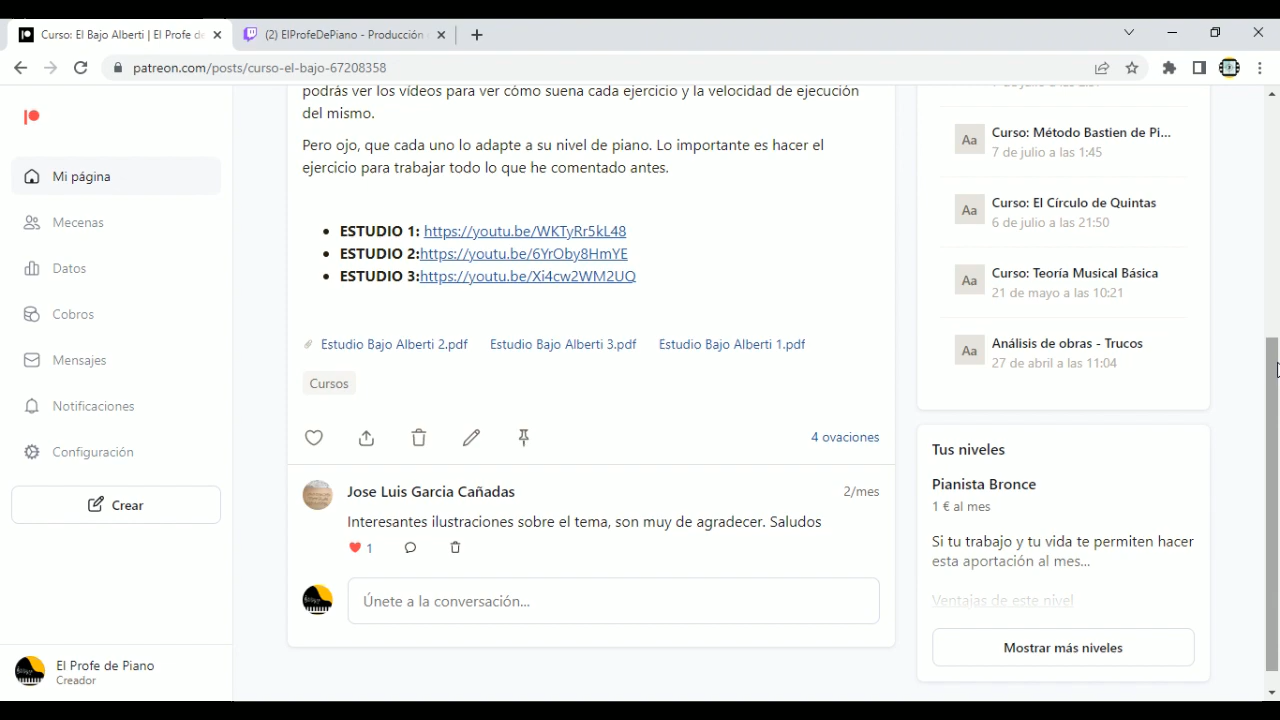 Curso: El Bajo Alberti | El Profe de
(2) ElProfeDePiano - Producción
patreon.com/posts/curso-el-bajo-67208358
Mi página
Mecenas
Datos
Cobros
Mensajes
Notificaciones
Configuración
Crear
El Profe de Piano
Creador
podrás ver los vídeos para ver cómo suena cada ejercicio y la velocidad de ejecución
del mismo.
Pero ojo, que cada uno lo adapte a su nivel de piano. Lo importante es hacer el
ejercicio para trabajar todo lo que he comentado antes.
• ESTUDIO 1: https://youtu.be/WKTyRr5kL48
• ESTUDIO 2:https://youtu.be/6YrOby8HmYE
• ESTUDIO 3:https://youtu.be/Xi4cw2WM2UQ
Estudio Bajo Alberti 2.pdf Estudio Bajo Alberti 3.pdf Estudio Bajo Alberti 1.pdf
Cursos
4 ovaciones
Jose Luis Garcia Cañadas 2/mes
Interesantes ilustraciones sobre el tema, son muy de agradecer. Saludos
1
Únete a la conversación...
Aa Curso: Método Bastien de Pi...
7 de julio a las 1:45
Aa Curso: El Círculo de Quintas
6 de julio a las 21:50
Aa Curso: Teoría Musical Básica
21 de mayo a las 10:21
Aa Análisis de obras - Trucos
27 de abril a las 11:04
Tus niveles
Pianista Bronce
1 € al mes
Si tu trabajo y tu vida te permiten hacer
esta aportación al mes...
Ventajas de este nivel
Mostrar más niveles